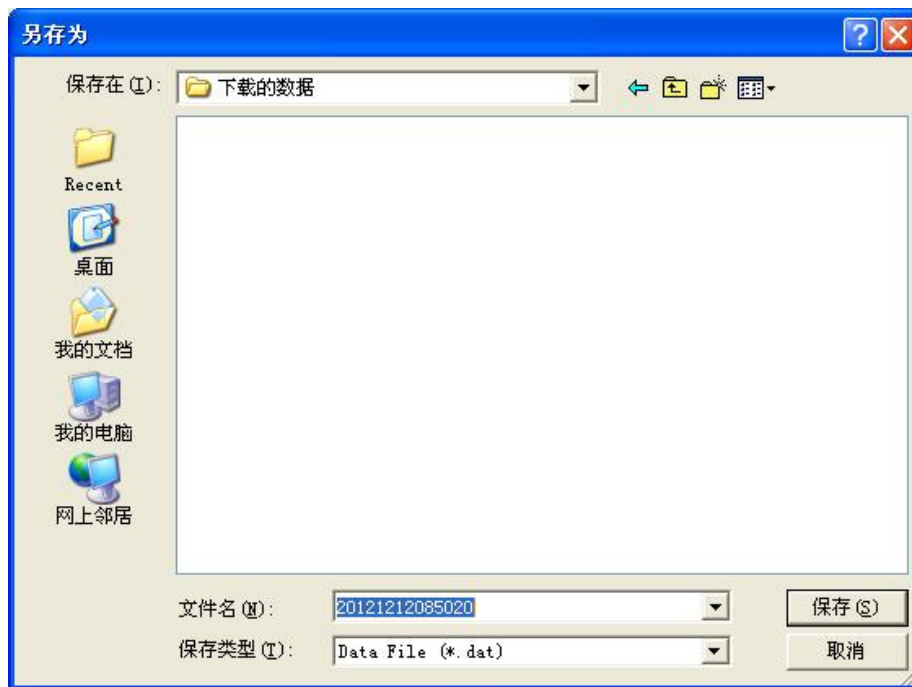 另存为
保存在(I):
下载的数据
Recent
桌面
我的文档
我的电脑
网上邻居
文件名(N):
20121212085020
保存(S)
保存类型(T):
Data File (*.dat)
取消